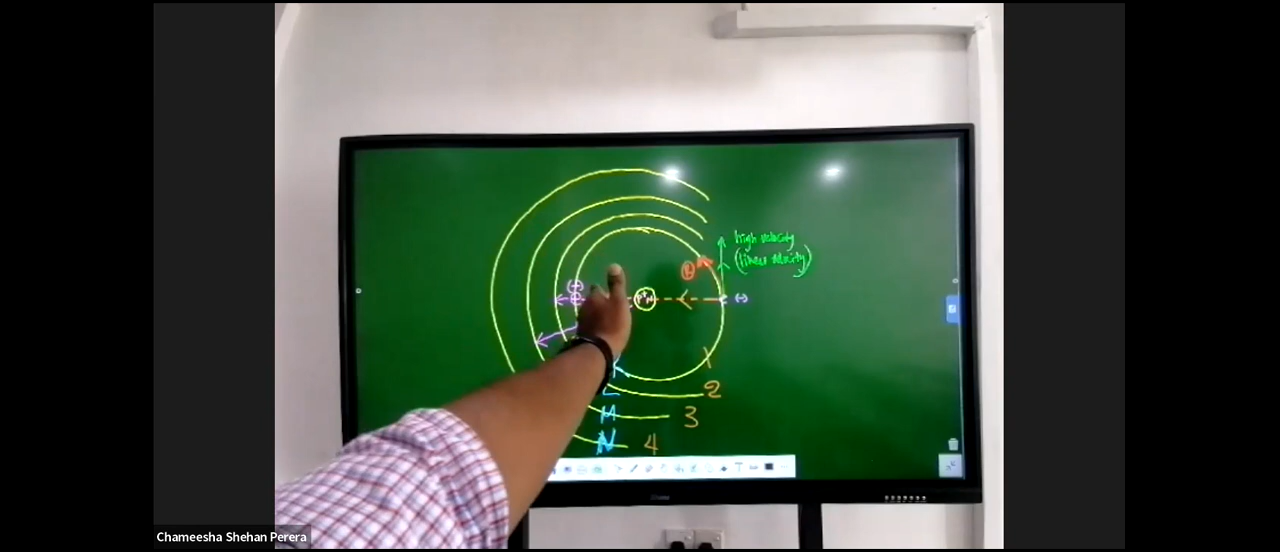 high velocity
(linear velocity)
(-)
(-)
P+ N
K
L
M
N
1
2
3
4
Chameesha Shehan Perera